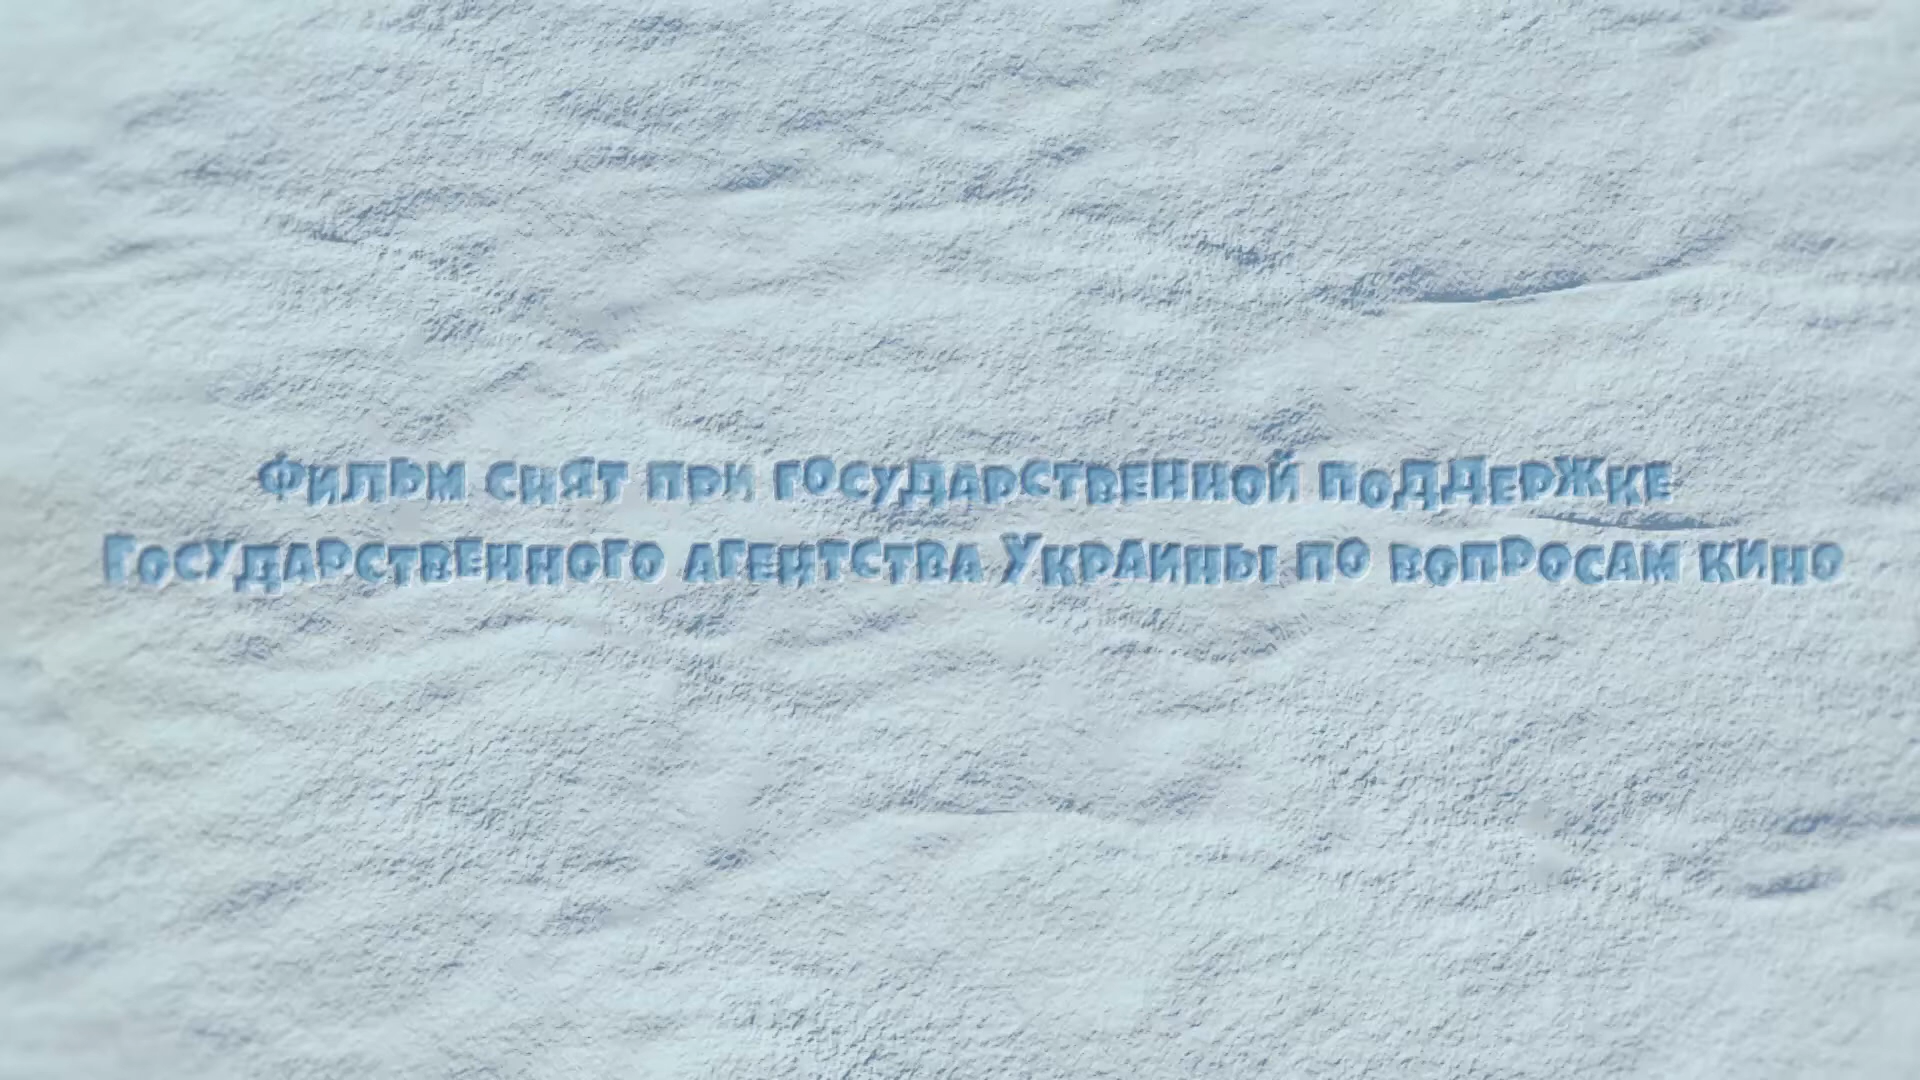 Фильм снят при государственной поддержке
Государственного агентства Украины по вопросам кино